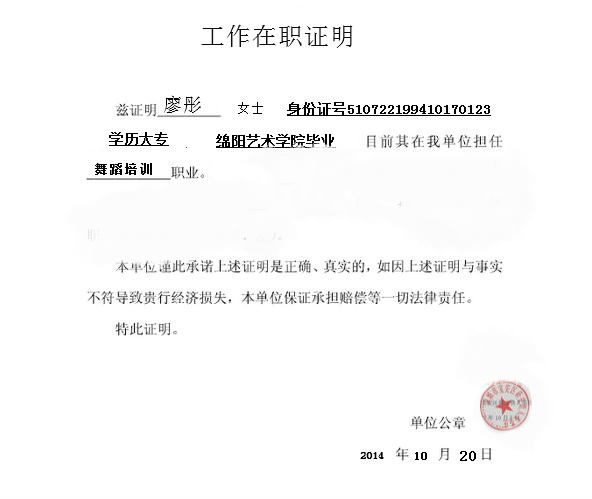 工作在职证明
兹证明廖彤 女士 身份证号510722199410170123
学历大专 . 绵阳艺术学院毕业 目前其在我单位担任
舞蹈培训 职业。
本单位谨此承诺上述证明是正确、真实的，如因上述证明与事实
不符导致贵行经济损失，本单位保证承担赔偿等一切法律责任。
特此证明。
单位公章
2014 年 10 月 20 日